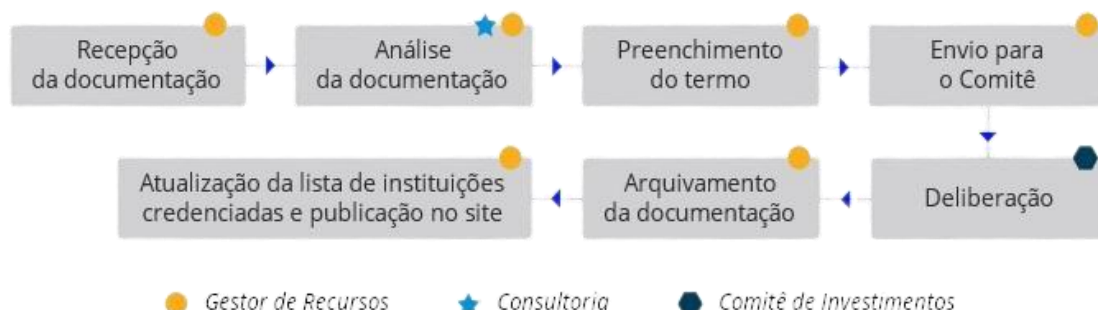 Recepção
da documentação
Análise
da documentação
Preenchimento
do termo
Envio para
o Comitê
Deliberação
Arquivamento
da documentação
Atualização da lista de instituições
credenciadas e publicação no site
Gestor de Recursos
Consultoria
Comitê de Investimentos